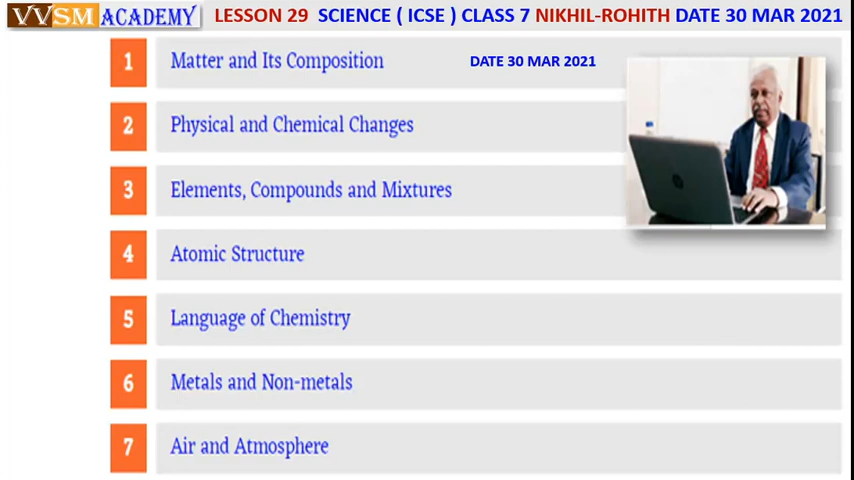 VVSM ACADEMY LESSON 29 SCIENCE ( ICSE ) CLASS 7 NIKHIL-ROHITH DATE 30 MAR 2021
1 Matter and Its Composition DATE 30 MAR 2021
2 Physical and Chemical Changes
3 Elements, Compounds and Mixtures
4 Atomic Structure
5 Language of Chemistry
6 Metals and Non-metals
7 Air and Atmosphere